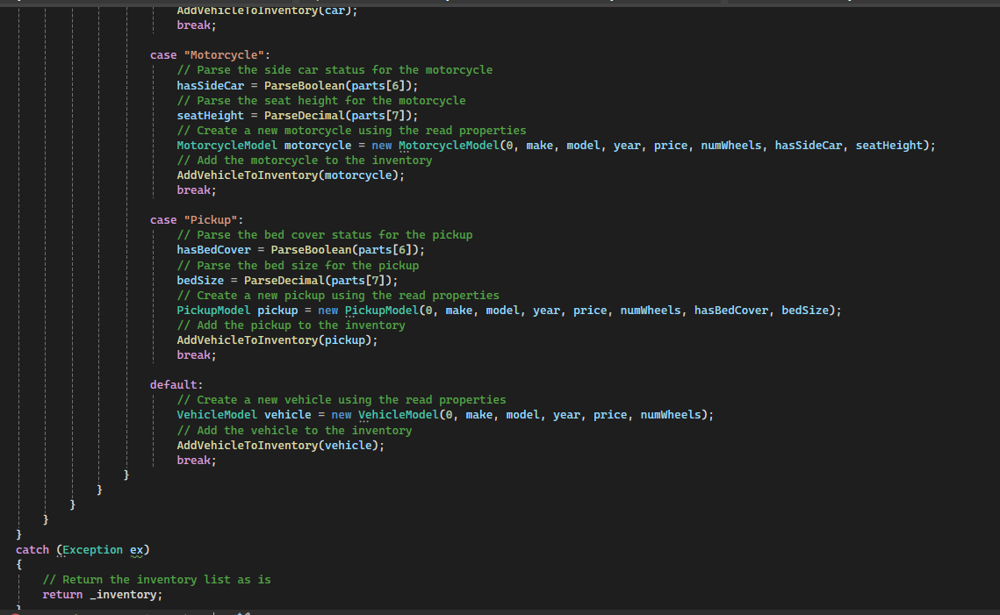 AddVehicleToInventory(car);
break;
case "Motorcycle":
// Parse the side car status for the motorcycle
hasSideCar = ParseBoolean(parts[6]);
// Parse the seat height for the motorcycle
seatHeight = ParseDecimal(parts[7]);
// Create a new motorcycle using the read properties
MotorcycleModel motorcycle = new MotorcycleModel(0, make, model, year, price, numWheels, hasSideCar, seatHeight);
// Add the motorcycle to the inventory
AddVehicleToInventory(motorcycle);
break;
case "Pickup":
// Parse the bed cover status for the pickup
hasBedCover = ParseBoolean(parts[6]);
// Parse the bed size for the pickup
bedSize = ParseDecimal(parts[7]);
// Create a new pickup using the read properties
PickupModel pickup = new PickupModel(0, make, model, year, price, numWheels, hasBedCover, bedSize);
// Add the pickup to the inventory
AddVehicleToInventory(pickup);
break;
default:
// Create a new vehicle using the read properties
VehicleModel vehicle = new VehicleModel(0, make, model, year, price, numWheels);
// Add the vehicle to the inventory
AddVehicleToInventory(vehicle);
break;
}
}
}
}
}
catch (Exception ex)
{
// Return the inventory list as is
return _inventory;
}